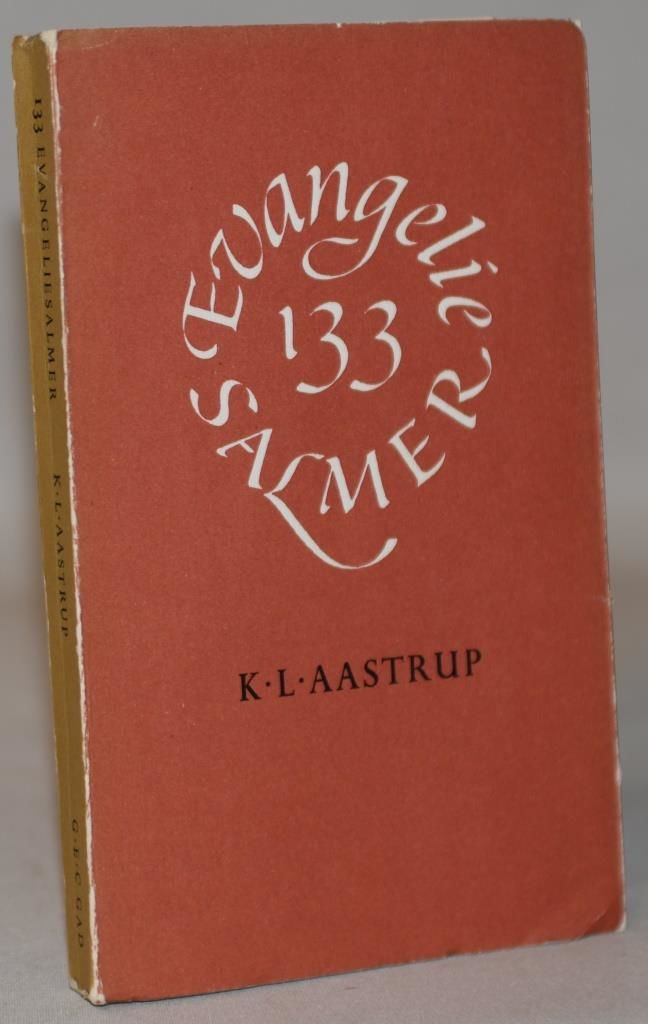 Evangelie
133
SALMER
K·L·AASTRUP
133 EVANGELIESALMER
K·L·AASTRUP
G·E·C GAD